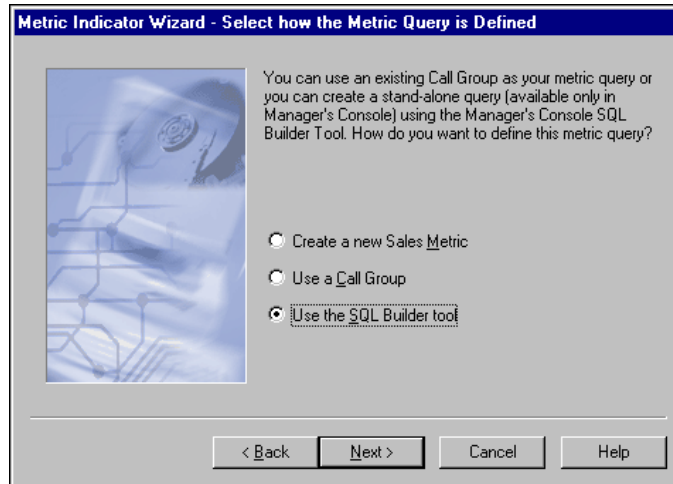 Metric Indicator Wizard - Select how the Metric Query is Defined
You can use an existing Call Group as your metric query or
you can create a stand-alone query (available only in
Manager's Console) using the Manager's Console SQL
Builder Tool. How do you want to define this metric query?
Create a new Sales Metric
Use a Call Group
Use the SQL Builder tool
< Back
Next >
Cancel
Help